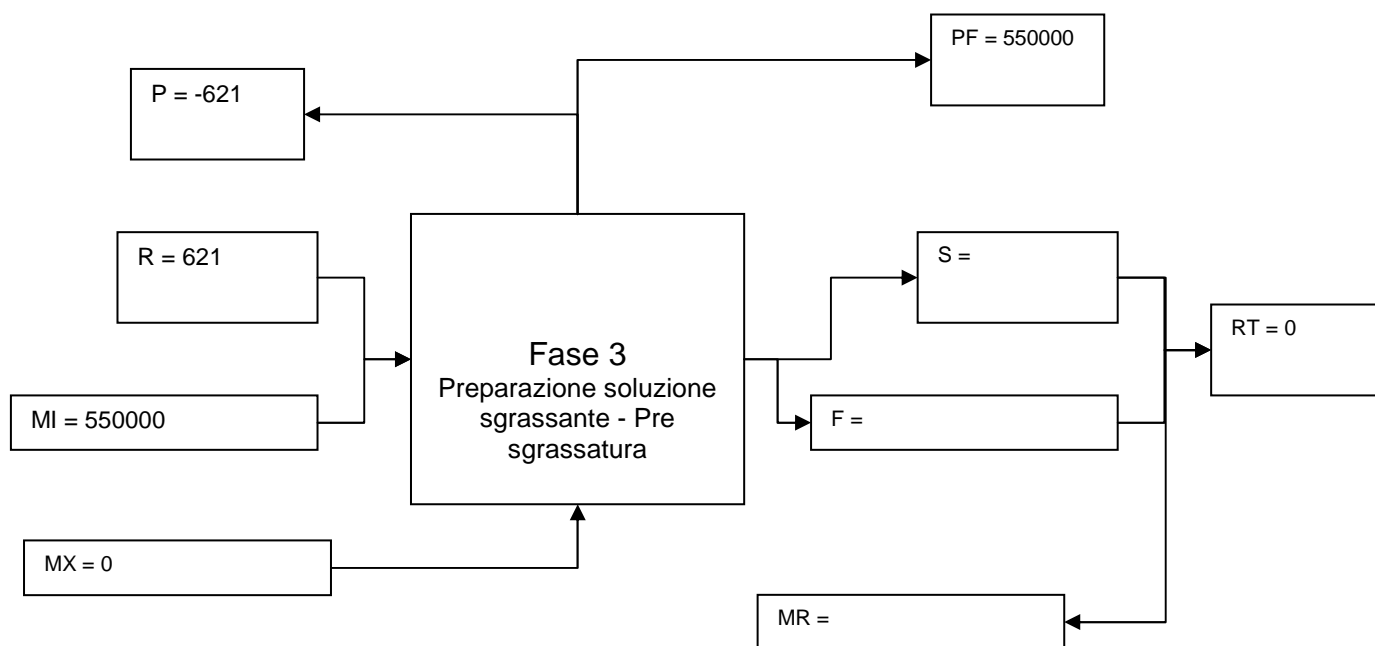 PF = 550000
P = -621
R = 621
S =
RT = 0
Fase 3
Preparazione soluzione
sgrassante - Pre
sgrassatura
MI = 550000
F =
MX = 0
MR =